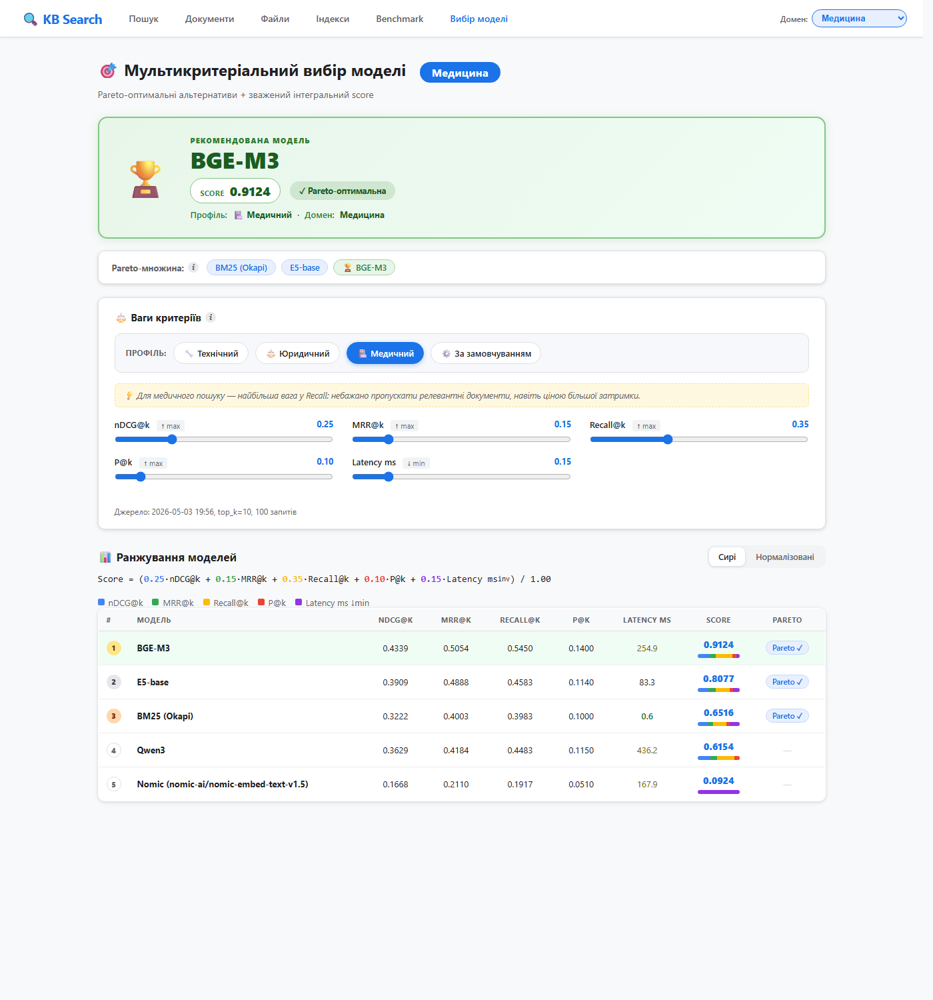 KB Search Пошук Документи Файли Індекси Benchmark Вибір моделі Домен: Медицина
Мультикритеріальний вибір моделі Медицина
Pareto-оптимальні альтернативи + зважений інтегральний score
РЕКОМЕНДОВАНА МОДЕЛЬ
BGE-M3
SCORE 0.9124 ✓ Pareto-оптимальна
Профіль: Медичний · Домен: Медицина
Pareto-множина: i BM25 (Okapi) E5-base BGE-M3
Ваги критеріїв i
ПРОФІЛЬ: Технічний Юридичний Медичний За замовчуванням
Для медичного пошуку — найбільша вага у Recall: небажано пропускати релевантні документи, навіть ціною більшої затримки.
nDCG@k ↑ max 0.25 MRR@k ↑ max 0.15 Recall@k ↑ max 0.35
P@k ↑ max 0.10 Latency ms ↓ min 0.15
Джерело: 2026-05-03 19:56, top_k=10, 100 запитів
Ранжування моделей Сирі Нормалізовані
Score = (0.25·nDCG@k + 0.15·MRR@k + 0.35·Recall@k + 0.10·P@k + 0.15·Latency msinv) / 1.00
nDCG@k MRR@k Recall@k P@k Latency ms ↓min
# МОДЕЛЬ NDCG@K MRR@K RECALL@K P@K LATENCY MS SCORE PARETO
1 BGE-M3 0.4339 0.5054 0.5450 0.1400 254.9 0.9124 Pareto ✓
2 E5-base 0.3909 0.4888 0.4583 0.1140 83.3 0.8077 Pareto ✓
3 BM25 (Okapi) 0.3222 0.4003 0.3983 0.1000 0.6 0.6516 Pareto ✓
4 Qwen3 0.3629 0.4184 0.4483 0.1150 436.2 0.6154 —
5 Nomic (nomic-ai/nomic-embed-text-v1.5) 0.1668 0.2110 0.1917 0.0510 167.9 0.0924 —